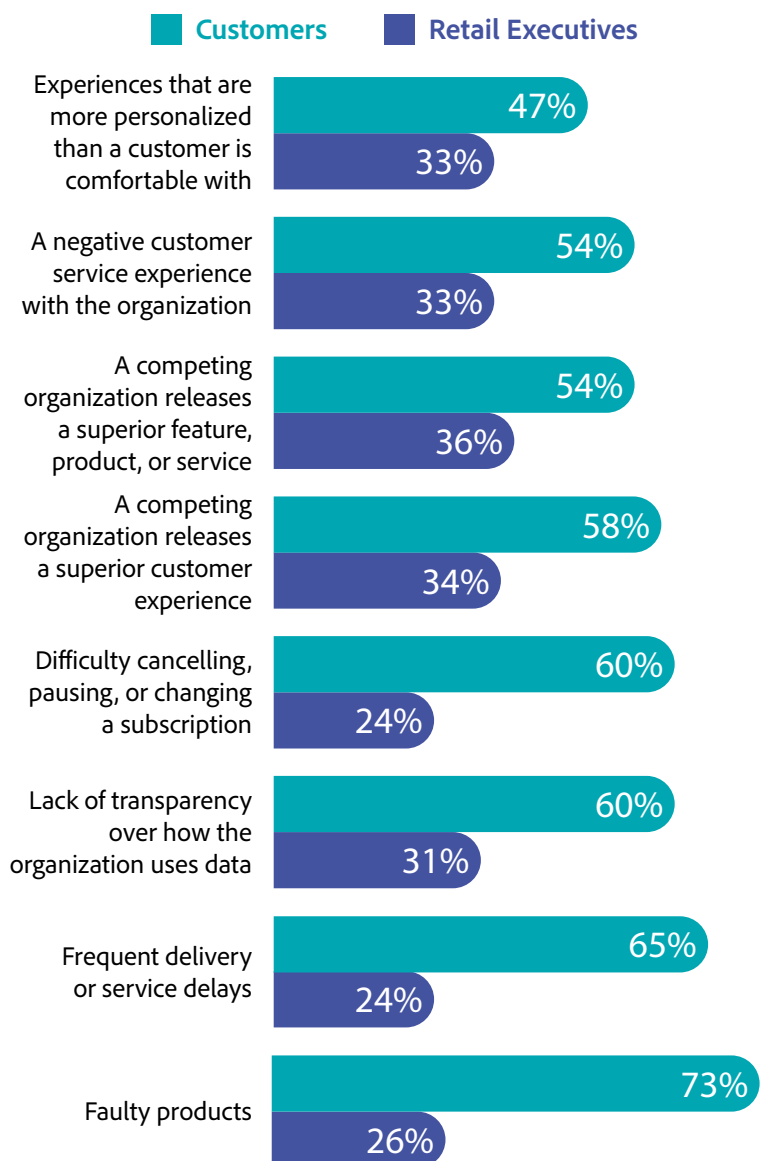 Customers Retail Executives
Experiences that are
more personalized
than a customer is
comfortable with
47%
33%
A negative customer
service experience
with the organization
54%
33%
A competing
organization releases
a superior feature,
product, or service
54%
36%
A competing
organization releases
a superior customer
experience
58%
34%
Difficulty cancelling,
pausing, or changing
a subscription
60%
24%
Lack of transparency
over how the
organization uses data
60%
31%
Frequent delivery
or service delays
65%
24%
Faulty products
73%
26%